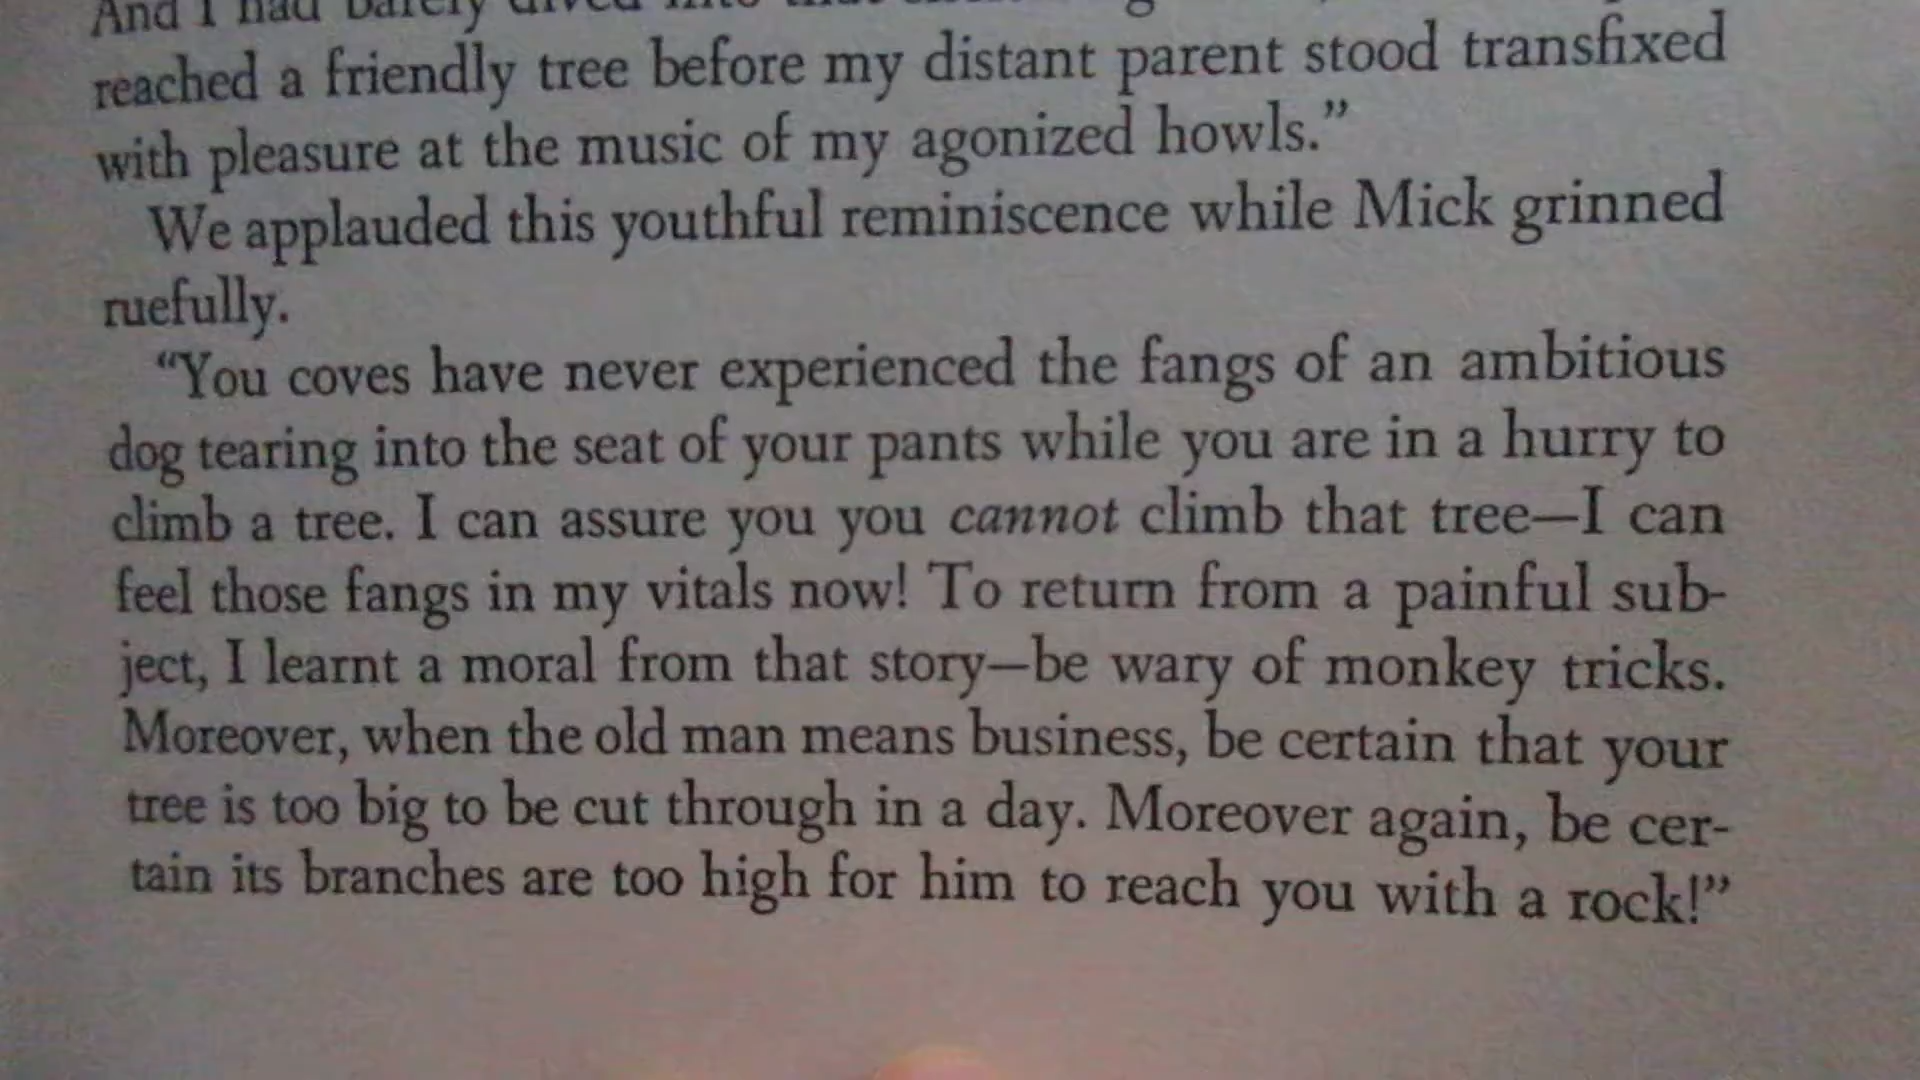 And I had barely dived into that
reached a friendly tree before my distant parent stood transfixed
with pleasure at the music of my agonized howls.”
We applauded this youthful reminiscence while Mick grinned
ruefully.
“You coves have never experienced the fangs of an ambitious
dog tearing into the seat of your pants while you are in a hurry to
climb a tree. I can assure you you cannot climb that tree—I can
feel those fangs in my vitals now! To return from a painful sub-
ject, I learnt a moral from that story—be wary of monkey tricks.
Moreover, when the old man means business, be certain that your
tree is too big to be cut through in a day. Moreover again, be cer-
tain its branches are too high for him to reach you with a rock!”